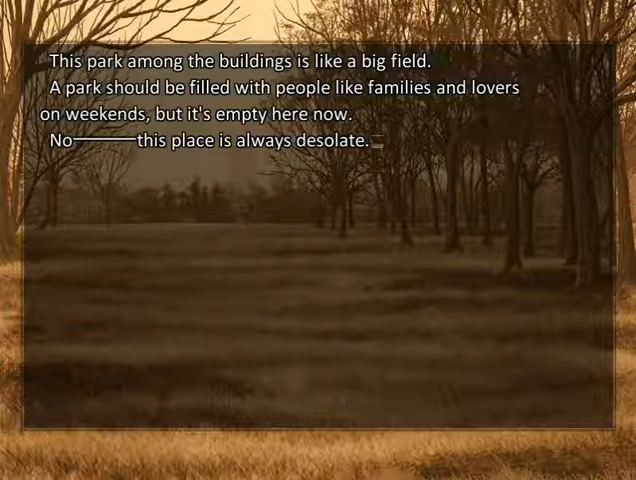 This park among the buildings is like a big field.
A park should be filled with people like families and lovers
on weekends, but it's empty here now.
No―――this place is always desolate.